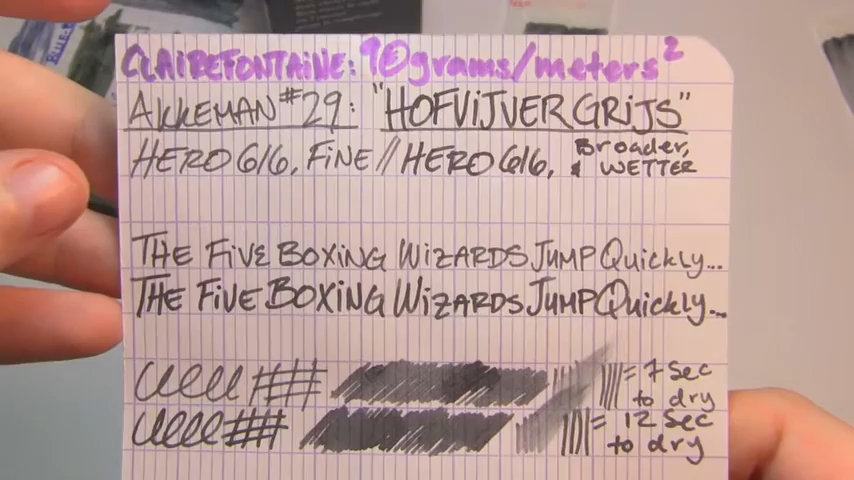 BLUE-B
CLAIREFONTAINE: 90grams/meters²
AKKEMAN #29: "HOFVIJVER GRIJS"
HERO 616, FINE // HERO 616, Broader, & WETTER
THE FIVE BOXING WIZARDS JUMP Quickly...
THE FIVE BOXING WIZARDS JUMP Quickly...
= 7 Sec to dry
= 12 Sec to dry